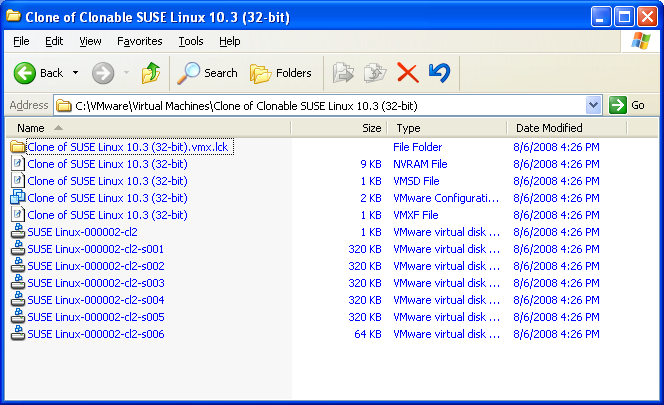 Clone of Clonable SUSE Linux 10.3 (32-bit)
File Edit View Favorites Tools Help
Back Search Folders
Address C:\VMware\Virtual Machines\Clone of Clonable SUSE Linux 10.3 (32-bit) Go
Name Size Type Date Modified
Clone of SUSE Linux 10.3 (32-bit).vmx.lck File Folder 8/6/2008 4:26 PM
Clone of SUSE Linux 10.3 (32-bit) 9 KB NVRAM File 8/6/2008 4:26 PM
Clone of SUSE Linux 10.3 (32-bit) 1 KB VMSD File 8/6/2008 4:26 PM
Clone of SUSE Linux 10.3 (32-bit) 2 KB VMware Configurati... 8/6/2008 4:26 PM
Clone of SUSE Linux 10.3 (32-bit) 1 KB VMXF File 8/6/2008 4:26 PM
SUSE Linux-000002-cl2 1 KB VMware virtual disk ... 8/6/2008 4:26 PM
SUSE Linux-000002-cl2-s001 320 KB VMware virtual disk ... 8/6/2008 4:26 PM
SUSE Linux-000002-cl2-s002 320 KB VMware virtual disk ... 8/6/2008 4:26 PM
SUSE Linux-000002-cl2-s003 320 KB VMware virtual disk ... 8/6/2008 4:26 PM
SUSE Linux-000002-cl2-s004 320 KB VMware virtual disk ... 8/6/2008 4:26 PM
SUSE Linux-000002-cl2-s005 320 KB VMware virtual disk ... 8/6/2008 4:26 PM
SUSE Linux-000002-cl2-s006 64 KB VMware virtual disk ... 8/6/2008 4:26 PM